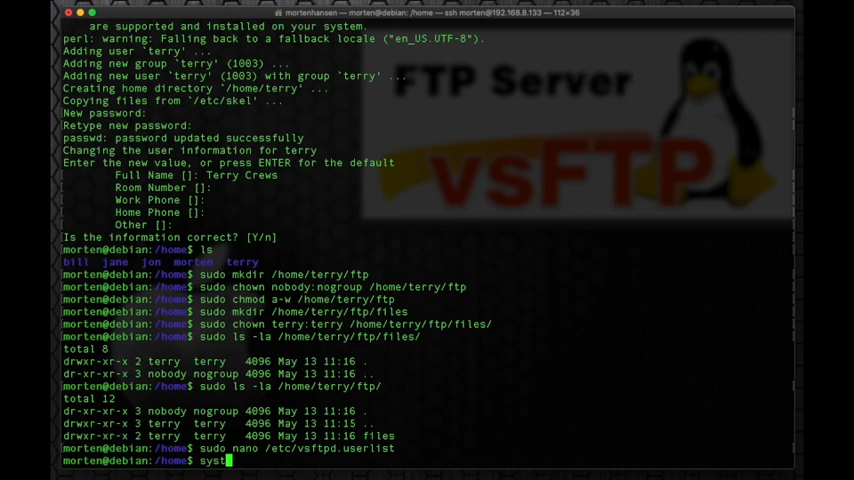 mortenhansen — morten@debian: /home — ssh morten@192.168.8.133 — 112×36
are supported and installed on your system.
perl: warning: Falling back to a fallback locale ("en_US.UTF-8").
Adding user `terry' ...
Adding new group `terry' (1003) ...
Adding new user `terry' (1003) with group `terry' ...
Creating home directory `/home/terry' ...
Copying files from `/etc/skel' ...
New password:
Retype new password:
passwd: password updated successfully
Changing the user information for terry
Enter the new value, or press ENTER for the default
Full Name []: Terry Crews
Room Number []:
Work Phone []:
Home Phone []:
Other []:
Is the information correct? [Y/n]
morten@debian:/home$ ls
bill jane jon morten terry
morten@debian:/home$ sudo mkdir /home/terry/ftp
morten@debian:/home$ sudo chown nobody:nogroup /home/terry/ftp
morten@debian:/home$ sudo chmod a-w /home/terry/ftp
morten@debian:/home$ sudo mkdir /home/terry/ftp/files
morten@debian:/home$ sudo chown terry:terry /home/terry/ftp/files/
morten@debian:/home$ sudo ls -la /home/terry/ftp/files/
total 8
drwxr-xr-x 2 terry terry 4096 May 13 11:16 .
dr-xr-xr-x 3 nobody nogroup 4096 May 13 11:16 ..
morten@debian:/home$ sudo ls -la /home/terry/ftp/
total 12
dr-xr-xr-x 3 nobody nogroup 4096 May 13 11:16 .
drwxr-xr-x 3 terry terry 4096 May 13 11:15 ..
drwxr-xr-x 2 terry terry 4096 May 13 11:16 files
morten@debian:/home$ sudo nano /etc/vsftpd.userlist
morten@debian:/home$ syst
FTP Server
vsFTP